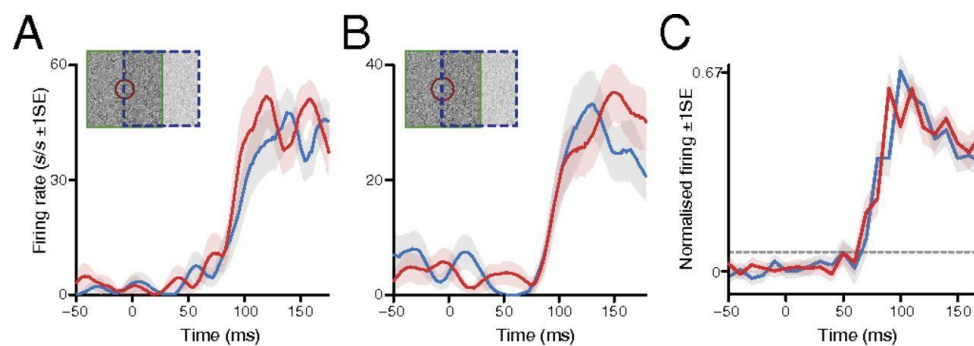 A
Firing rate (s/s ±1SE)
60
30
0
-50 0 50 100 150
Time (ms)
B
40
20
0
-50 0 50 100 150
Time (ms)
C
Normalised firing ±1SE
0.67
0
-50 0 50 100 150
Time (ms)